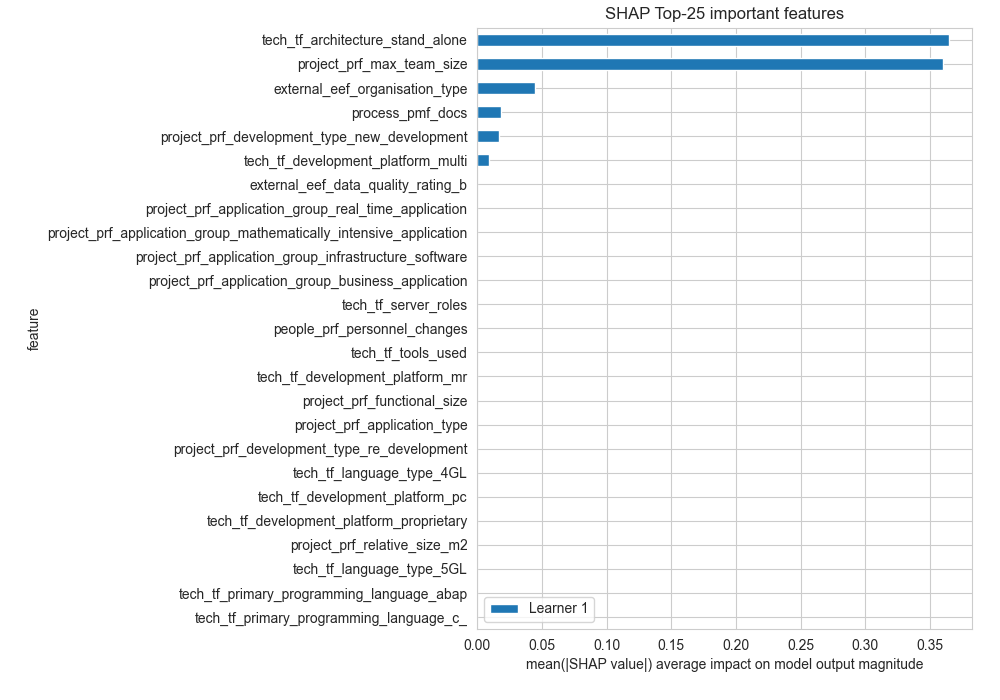 SHAP Top-25 important features
tech_tf_architecture_stand_alone
project_prf_max_team_size
external_eef_organisation_type
process_pmf_docs
project_prf_development_type_new_development
tech_tf_development_platform_multi
external_eef_data_quality_rating_b
project_prf_application_group_real_time_application
project_prf_application_group_mathematically_intensive_application
project_prf_application_group_infrastructure_software
project_prf_application_group_business_application
tech_tf_server_roles
people_prf_personnel_changes
tech_tf_tools_used
tech_tf_development_platform_mr
project_prf_functional_size
project_prf_application_type
project_prf_development_type_re_development
tech_tf_language_type_4GL
tech_tf_development_platform_pc
tech_tf_development_platform_proprietary
project_prf_relative_size_m2
tech_tf_language_type_5GL
tech_tf_primary_programming_language_abap
tech_tf_primary_programming_language_c_
feature
Learner 1
0.00 0.05 0.10 0.15 0.20 0.25 0.30 0.35
mean(|SHAP value|) average impact on model output magnitude